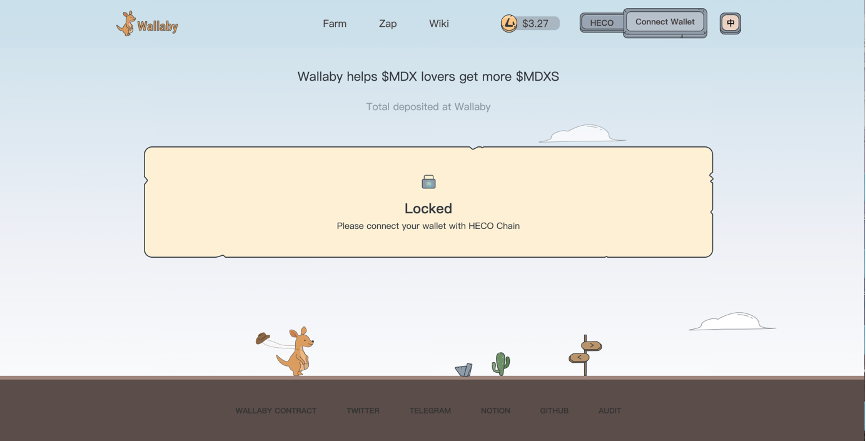 Wallaby
Farm
Zap
Wiki
$3.27
HECO
Connect Wallet
中
Wallaby helps $MDX lovers get more $MDXS
Total deposited at Wallaby
Locked
Please connect your wallet with HECO Chain
WALLABY CONTRACT
TWITTER
TELEGRAM
NOTION
GITHUB
AUDIT